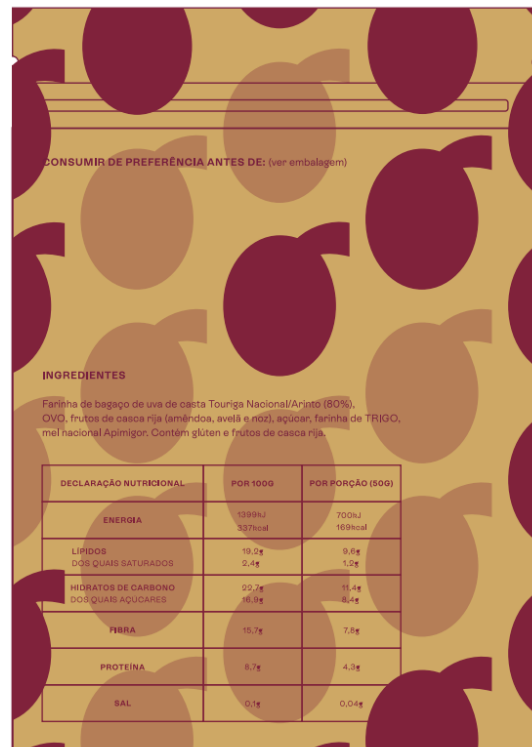 CONSUMIR DE PREFERÊNCIA ANTES DE: (ver embalagem)
INGREDIENTES
Farinha de bagaço de uva de casta Touriga Nacional/Arinto (80%),
OVO, frutos de casca rija (amêndoa, avelã e noz), açúcar, farinha de TRIGO,
mel nacional Apimigor. Contém glúten e frutos de casca rija.
DECLARAÇÃO NUTRICIONAL POR 100G POR PORÇÃO (50G)
ENERGIA 1399kJ 700kJ
337kcal 169kcal
LÍPIDOS 19,2g 9,6g
DOS QUAIS SATURADOS 2,4g 1,2g
HIDRATOS DE CARBONO 22,7g 11,4g
DOS QUAIS AÇÚCARES 16,9g 8,4g
FIBRA 15,7g 7,8g
PROTEÍNA 8,7g 4,3g
SAL 0,1g 0,04g